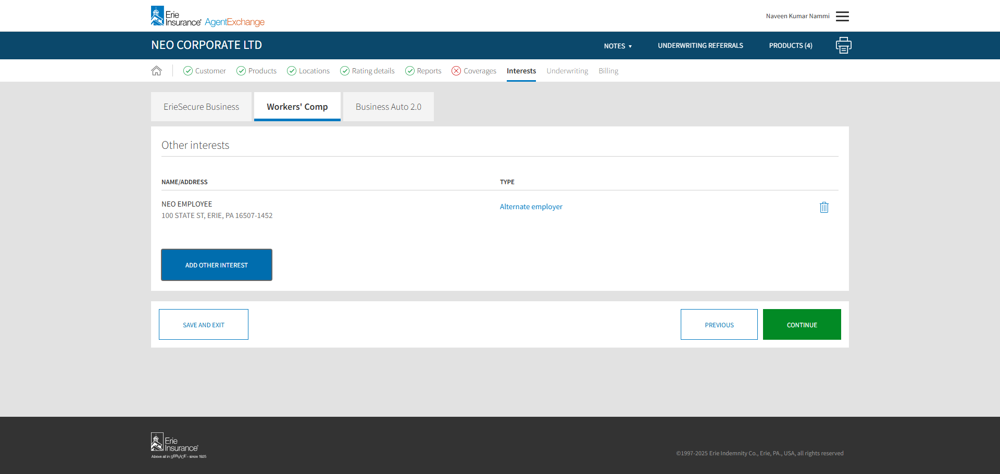 Erie
Insurance® AgentExchange
Naveen Kumar Nammi
NEO CORPORATE LTD
NOTES ▼
UNDERWRITING REFERRALS
PRODUCTS (4)
Customer
Products
Locations
Rating details
Reports
Coverages
Interests
Underwriting
Billing
ErieSecure Business
Workers' Comp
Business Auto 2.0
Other interests
NAME/ADDRESS
TYPE
NEO EMPLOYEE
100 STATE ST, ERIE, PA 16507-1452
Alternate employer
ADD OTHER INTEREST
SAVE AND EXIT
PREVIOUS
CONTINUE
Erie
Insurance®
Above all in SERVICE℠ – since 1925
©1997-2025 Erie Indemnity Co., Erie, PA., USA, all rights reserved